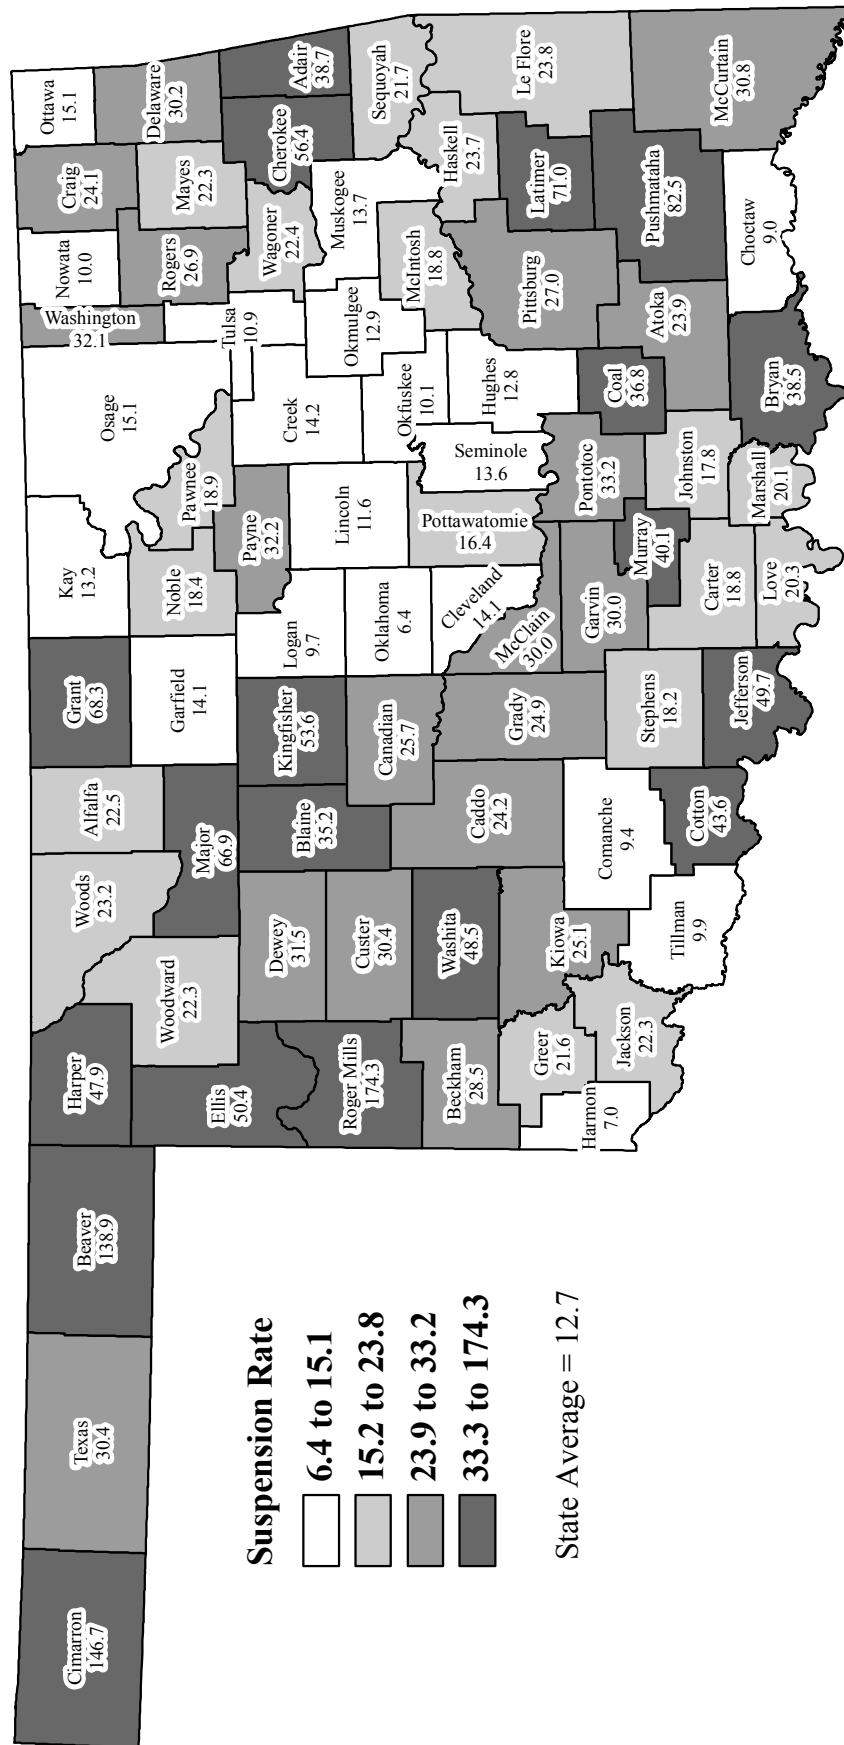 Cimarron
146.7
Texas
30.4
Beaver
138.9
Harper
47.9
Woods
23.2
Alfalfa
22.5
Grant
68.3
Kay
13.2
Osage
15.1
Washington
32.1
Nowata
10.0
Craig
24.1
Ottawa
15.1
Ellis
50.4
Woodward
22.3
Major
66.9
Garfield
14.1
Noble
18.4
Pawnee
18.9
Rogers
26.9
Mayes
22.3
Delaware
30.2
Roger Mills
174.3
Dewey
31.5
Blaine
35.2
Kingfisher
53.6
Logan
9.7
Payne
32.2
Creek
14.2
Tulsa
10.9
Wagoner
22.4
Cherokee
56.4
Adair
38.7
Custer
30.4
Canadian
25.7
Oklahoma
6.4
Lincoln
11.6
Okfuskee
10.1
Okmulgee
12.9
Muskogee
13.7
Sequoyah
21.7
Beckham
28.5
Washita
48.5
Caddo
24.2
Grady
24.9
Cleveland
14.1
McClain
30.0
Pottawatomie
16.4
Seminole
13.6
Hughes
12.8
McIntosh
18.8
Haskell
23.7
Le Flore
23.8
Harmon
7.0
Greer
21.6
Kiowa
25.1
Jackson
22.3
Comanche
9.4
Tillman
9.9
Cotton
43.6
Stephens
18.2
Jefferson
49.7
Garvin
30.0
Murray
40.1
Carter
18.8
Love
20.3
Pontotoc
33.2
Johnston
17.8
Marshall
20.1
Coal
36.8
Pittsburg
27.0
Latimer
71.0
Atoka
23.9
Pushmataha
82.5
Bryan
38.5
Choctaw
9.0
McCurtain
30.8
Suspension Rate
6.4 to 15.1
15.2 to 23.8
23.9 to 33.2
33.3 to 174.3
State Average = 12.7